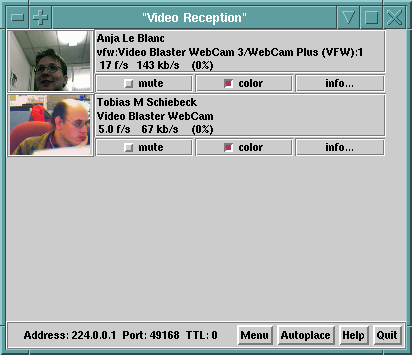 "Video Reception"
Anja Le Blanc
vfw:Video Blaster WebCam 3/WebCam Plus (VFW):1
17 f/s 143 kb/s (0%)
mute color info...
Tobias M Schiebeck
Video Blaster WebCam
5.0 f/s 67 kb/s (0%)
mute color info...
Address: 224.0.0.1 Port: 49168 TTL: 0 Menu Autoplace Help Quit